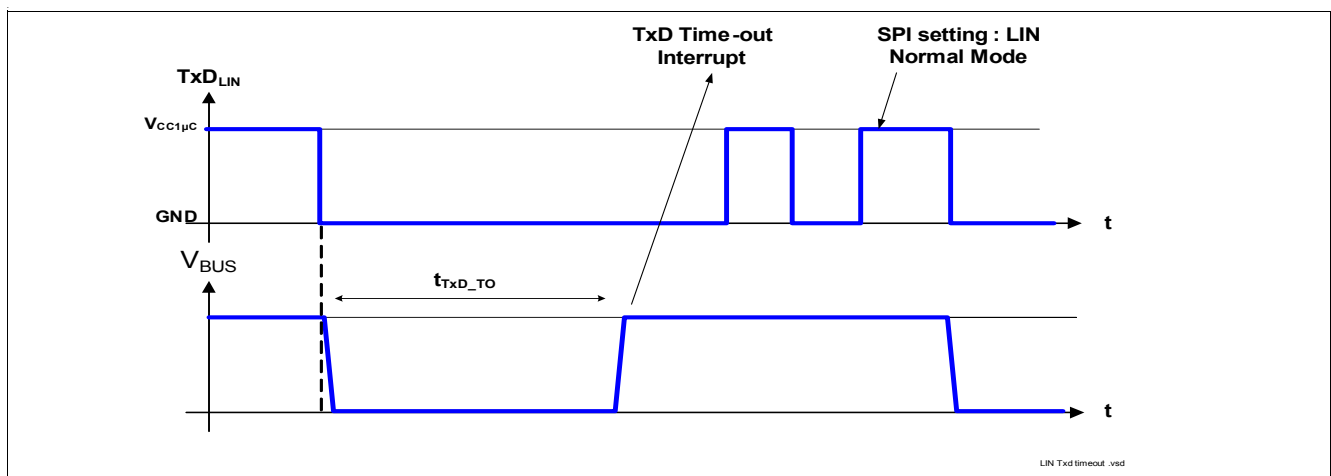 TxD Time-out
Interrupt
SPI setting : LIN
Normal Mode
TxDLIN
VCC1µC
GND
t
VBUS
tTxD_TO
t
LIN Txd timeout .vsd